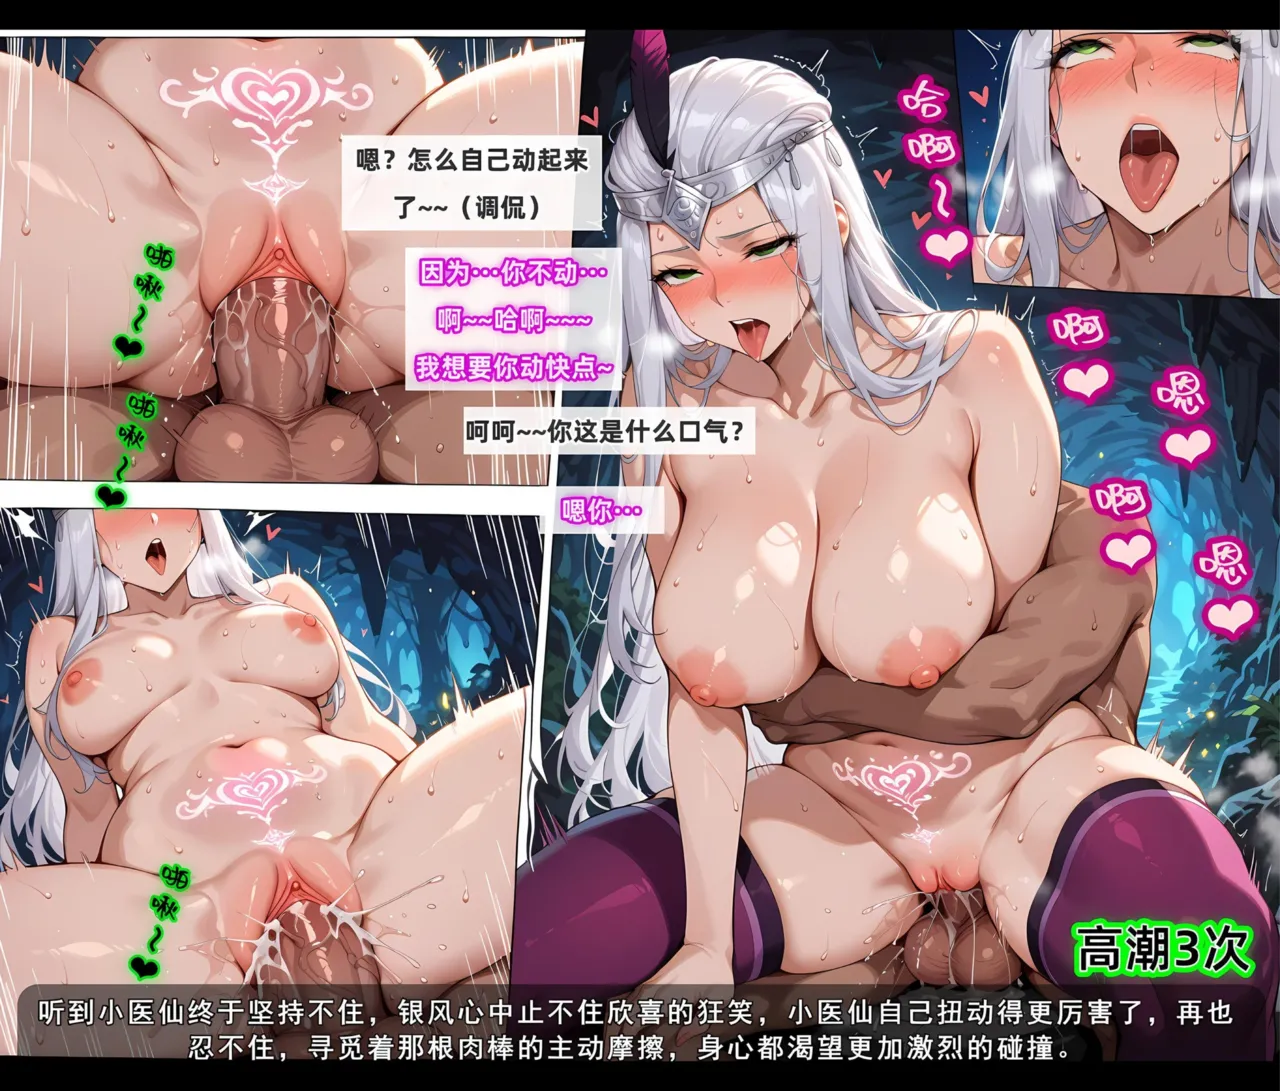 嗯？怎么自己动起来
了~~（调侃）
因为···你不动···
啊~~哈啊~~~
我想要你动快点~
呵呵~~你这是什么口气？
嗯你···
啪
啾
~
啪
啾
~
啪
啾
~
哈
啊
~
啊
嗯
啊
嗯
高潮3次
听到小医仙终于坚持不住，银风心中止不住欣喜的狂笑，小医仙自己扭动得更厉害了，再也
忍不住，寻觅着那根肉棒的主动摩擦，身心都渴望更加激烈的碰撞。